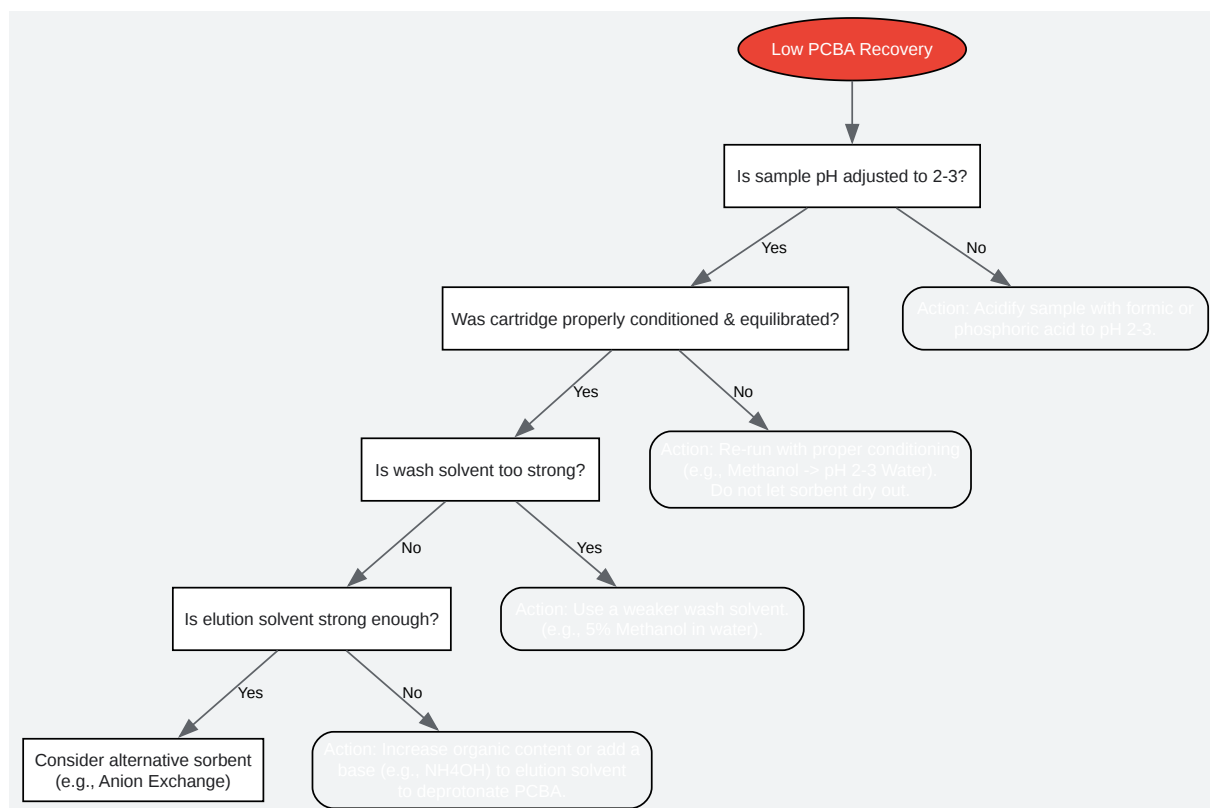 Low PCBA Recovery
Is sample pH adjusted to 2-3?
Yes
No
Was cartridge properly conditioned & equilibrated?
Action: Acidify sample with formic or
phosphoric acid to pH 2-3.
Yes
No
Is wash solvent too strong?
Action: Re-run with proper conditioning
(e.g., Methanol -> pH 2-3 Water).
Do not let sorbent dry out.
No
Yes
Is elution solvent strong enough?
Action: Use a weaker wash solvent.
(e.g., 5% Methanol in water).
Yes
No
Consider alternative sorbent
(e.g., Anion Exchange)
Action: Increase organic content or add a
base (e.g., NH4OH) to elution solvent
to deprotonate PCBA.